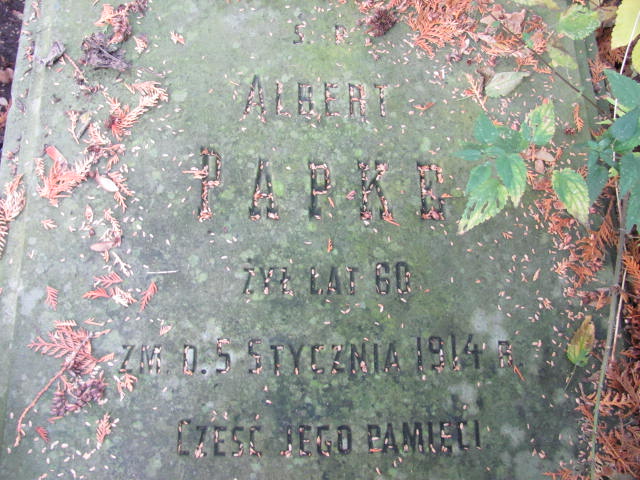 Ś. P.
ALBERT
PAPKE
ŻYŁ LAT 60
ZM. D. 5 STYCZNIA 1914 R.
CZEŚĆ JEGO PAMIĘCI